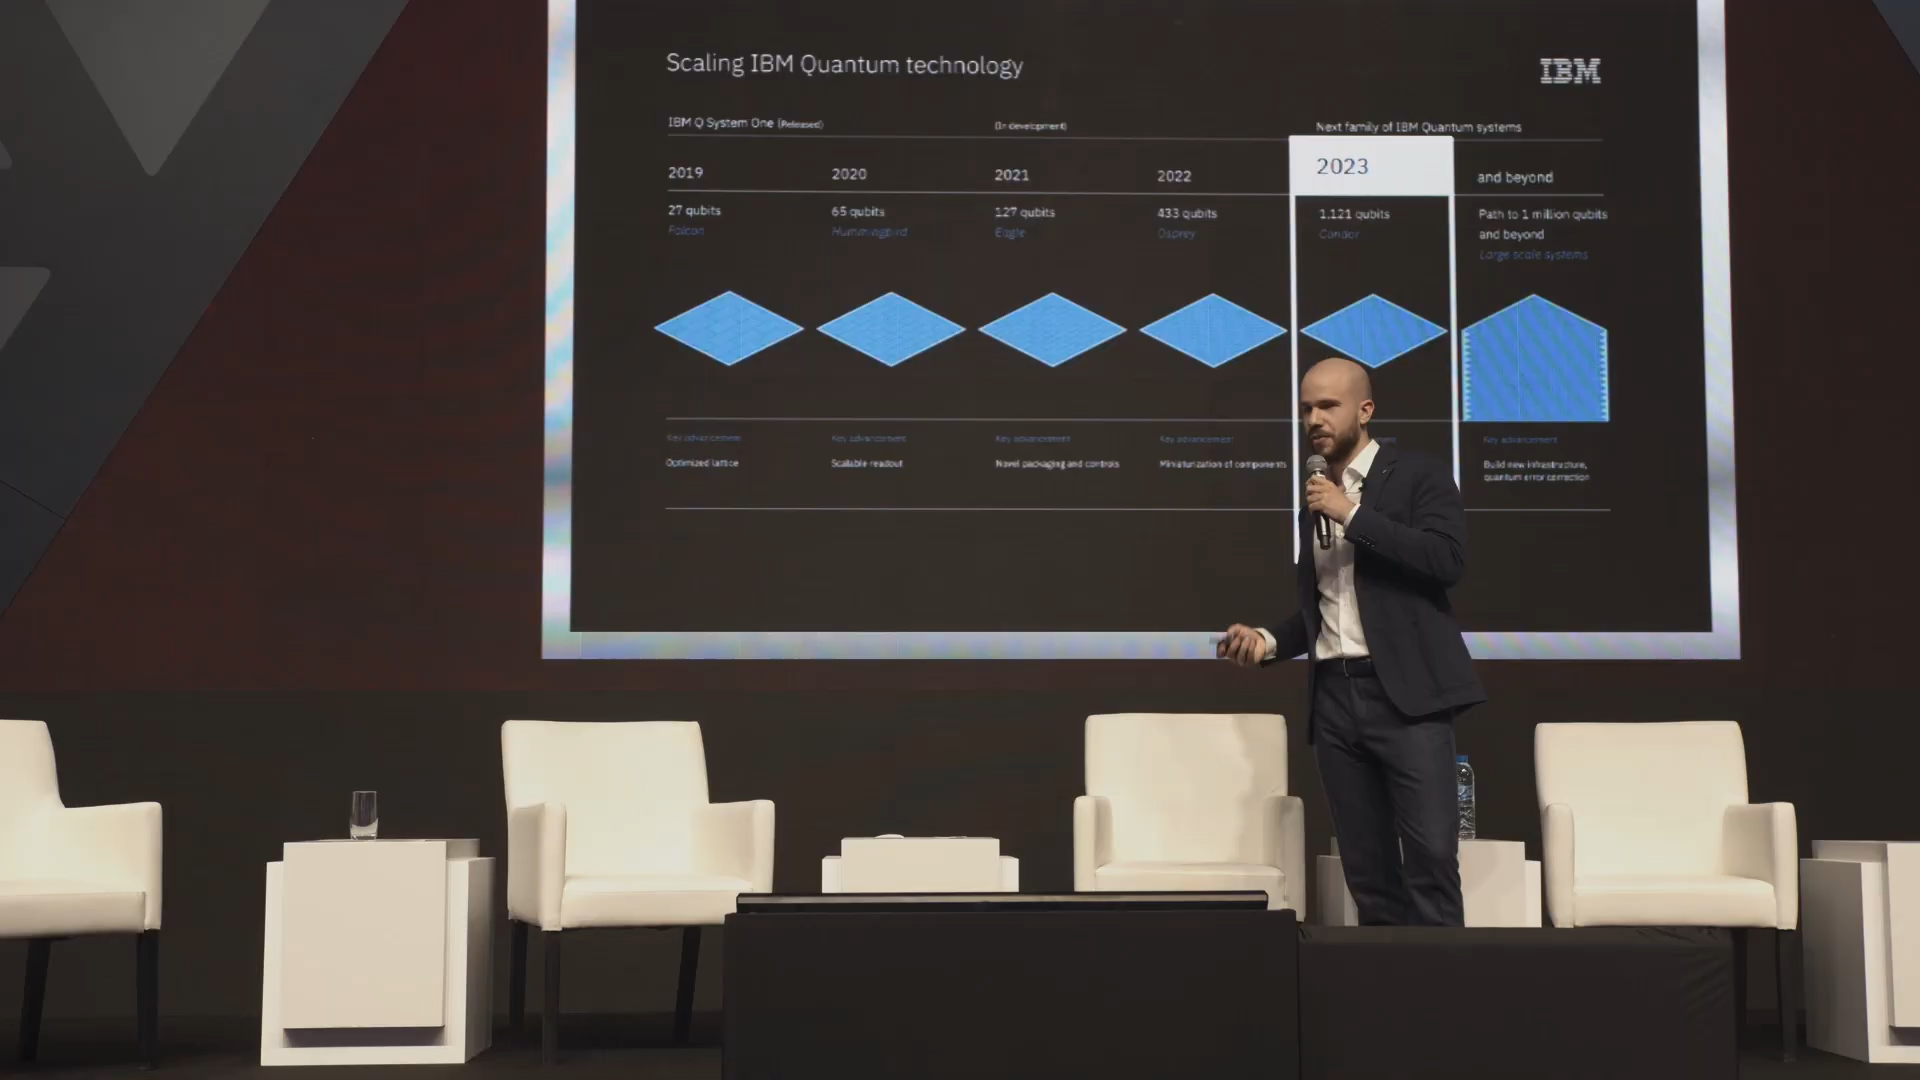 Scaling IBM Quantum technology
IBM
IBM Q System One (Released)
(In development)
Next family of IBM Quantum systems
2019
2020
2021
2022
2023
and beyond
27 qubits
65 qubits
127 qubits
433 qubits
1.121 qubits
Path to 1 million qubits
and beyond
Falcon
Hummingbird
Eagle
Osprey
Condor
Large scale systems
Key advancement
Key advancement
Key advancement
Key advancement
Key advancement
Optimized lattice
Scalable readout
Novel packaging and controls
Miniaturization of components
Build new infrastructure,
quantum error correction